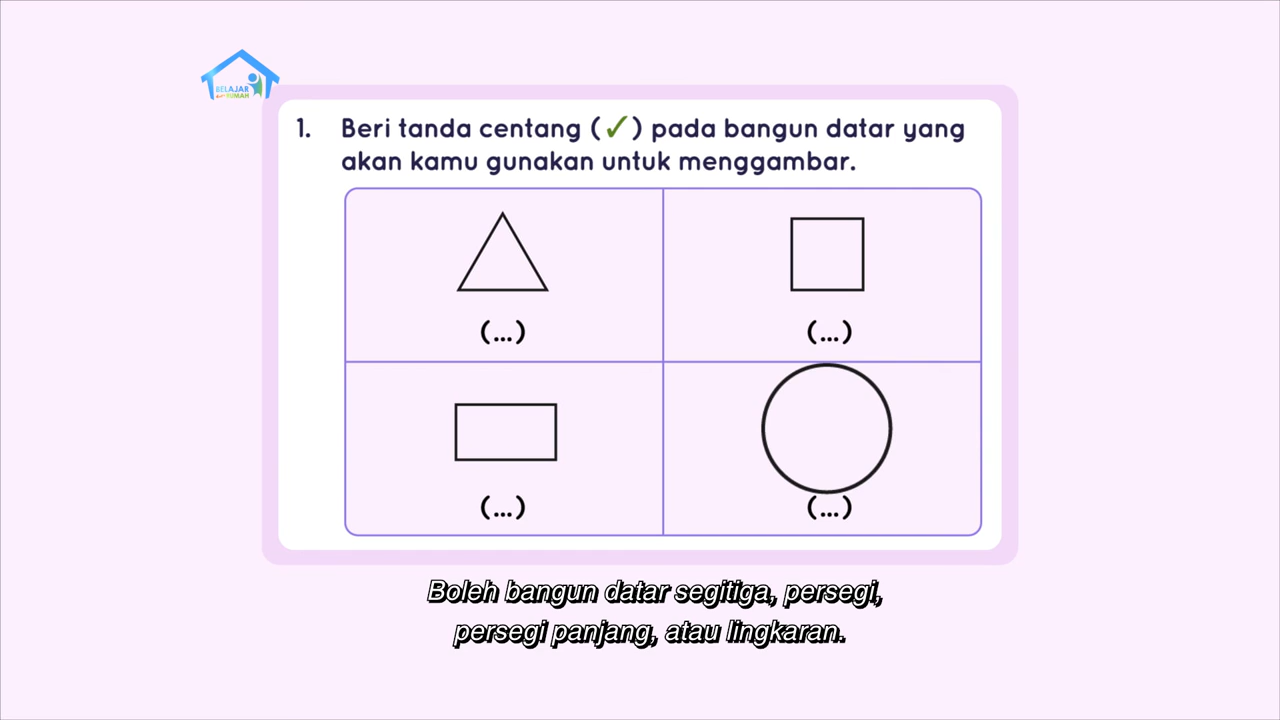 BELAJAR
RUMAH
1. Beri tanda centang (✓) pada bangun datar yang
akan kamu gunakan untuk menggambar.
(...)
(...)
(...)
(...)
Boleh bangun datar segitiga, persegi,
persegi panjang, atau lingkaran.